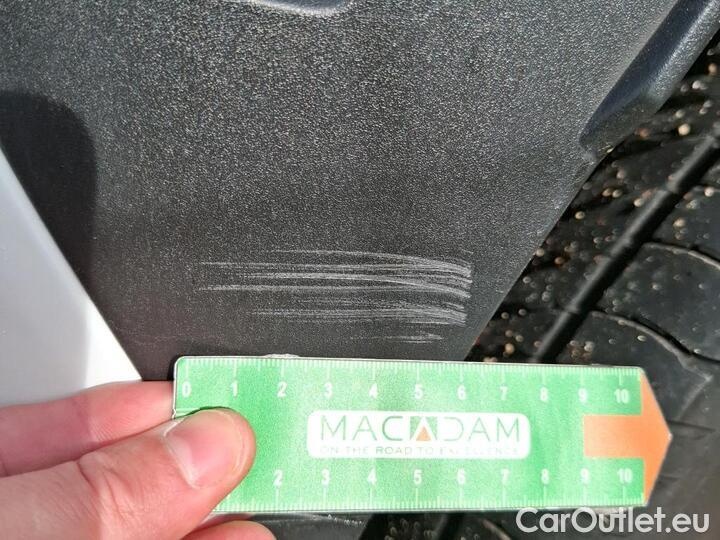 0 1 2 3 4 5 6 7 8 9 10
MACADAM
ON THE ROAD TO EXCELLENCE
2 3 4 5 6 7 8 9 10
CarOutlet.eu